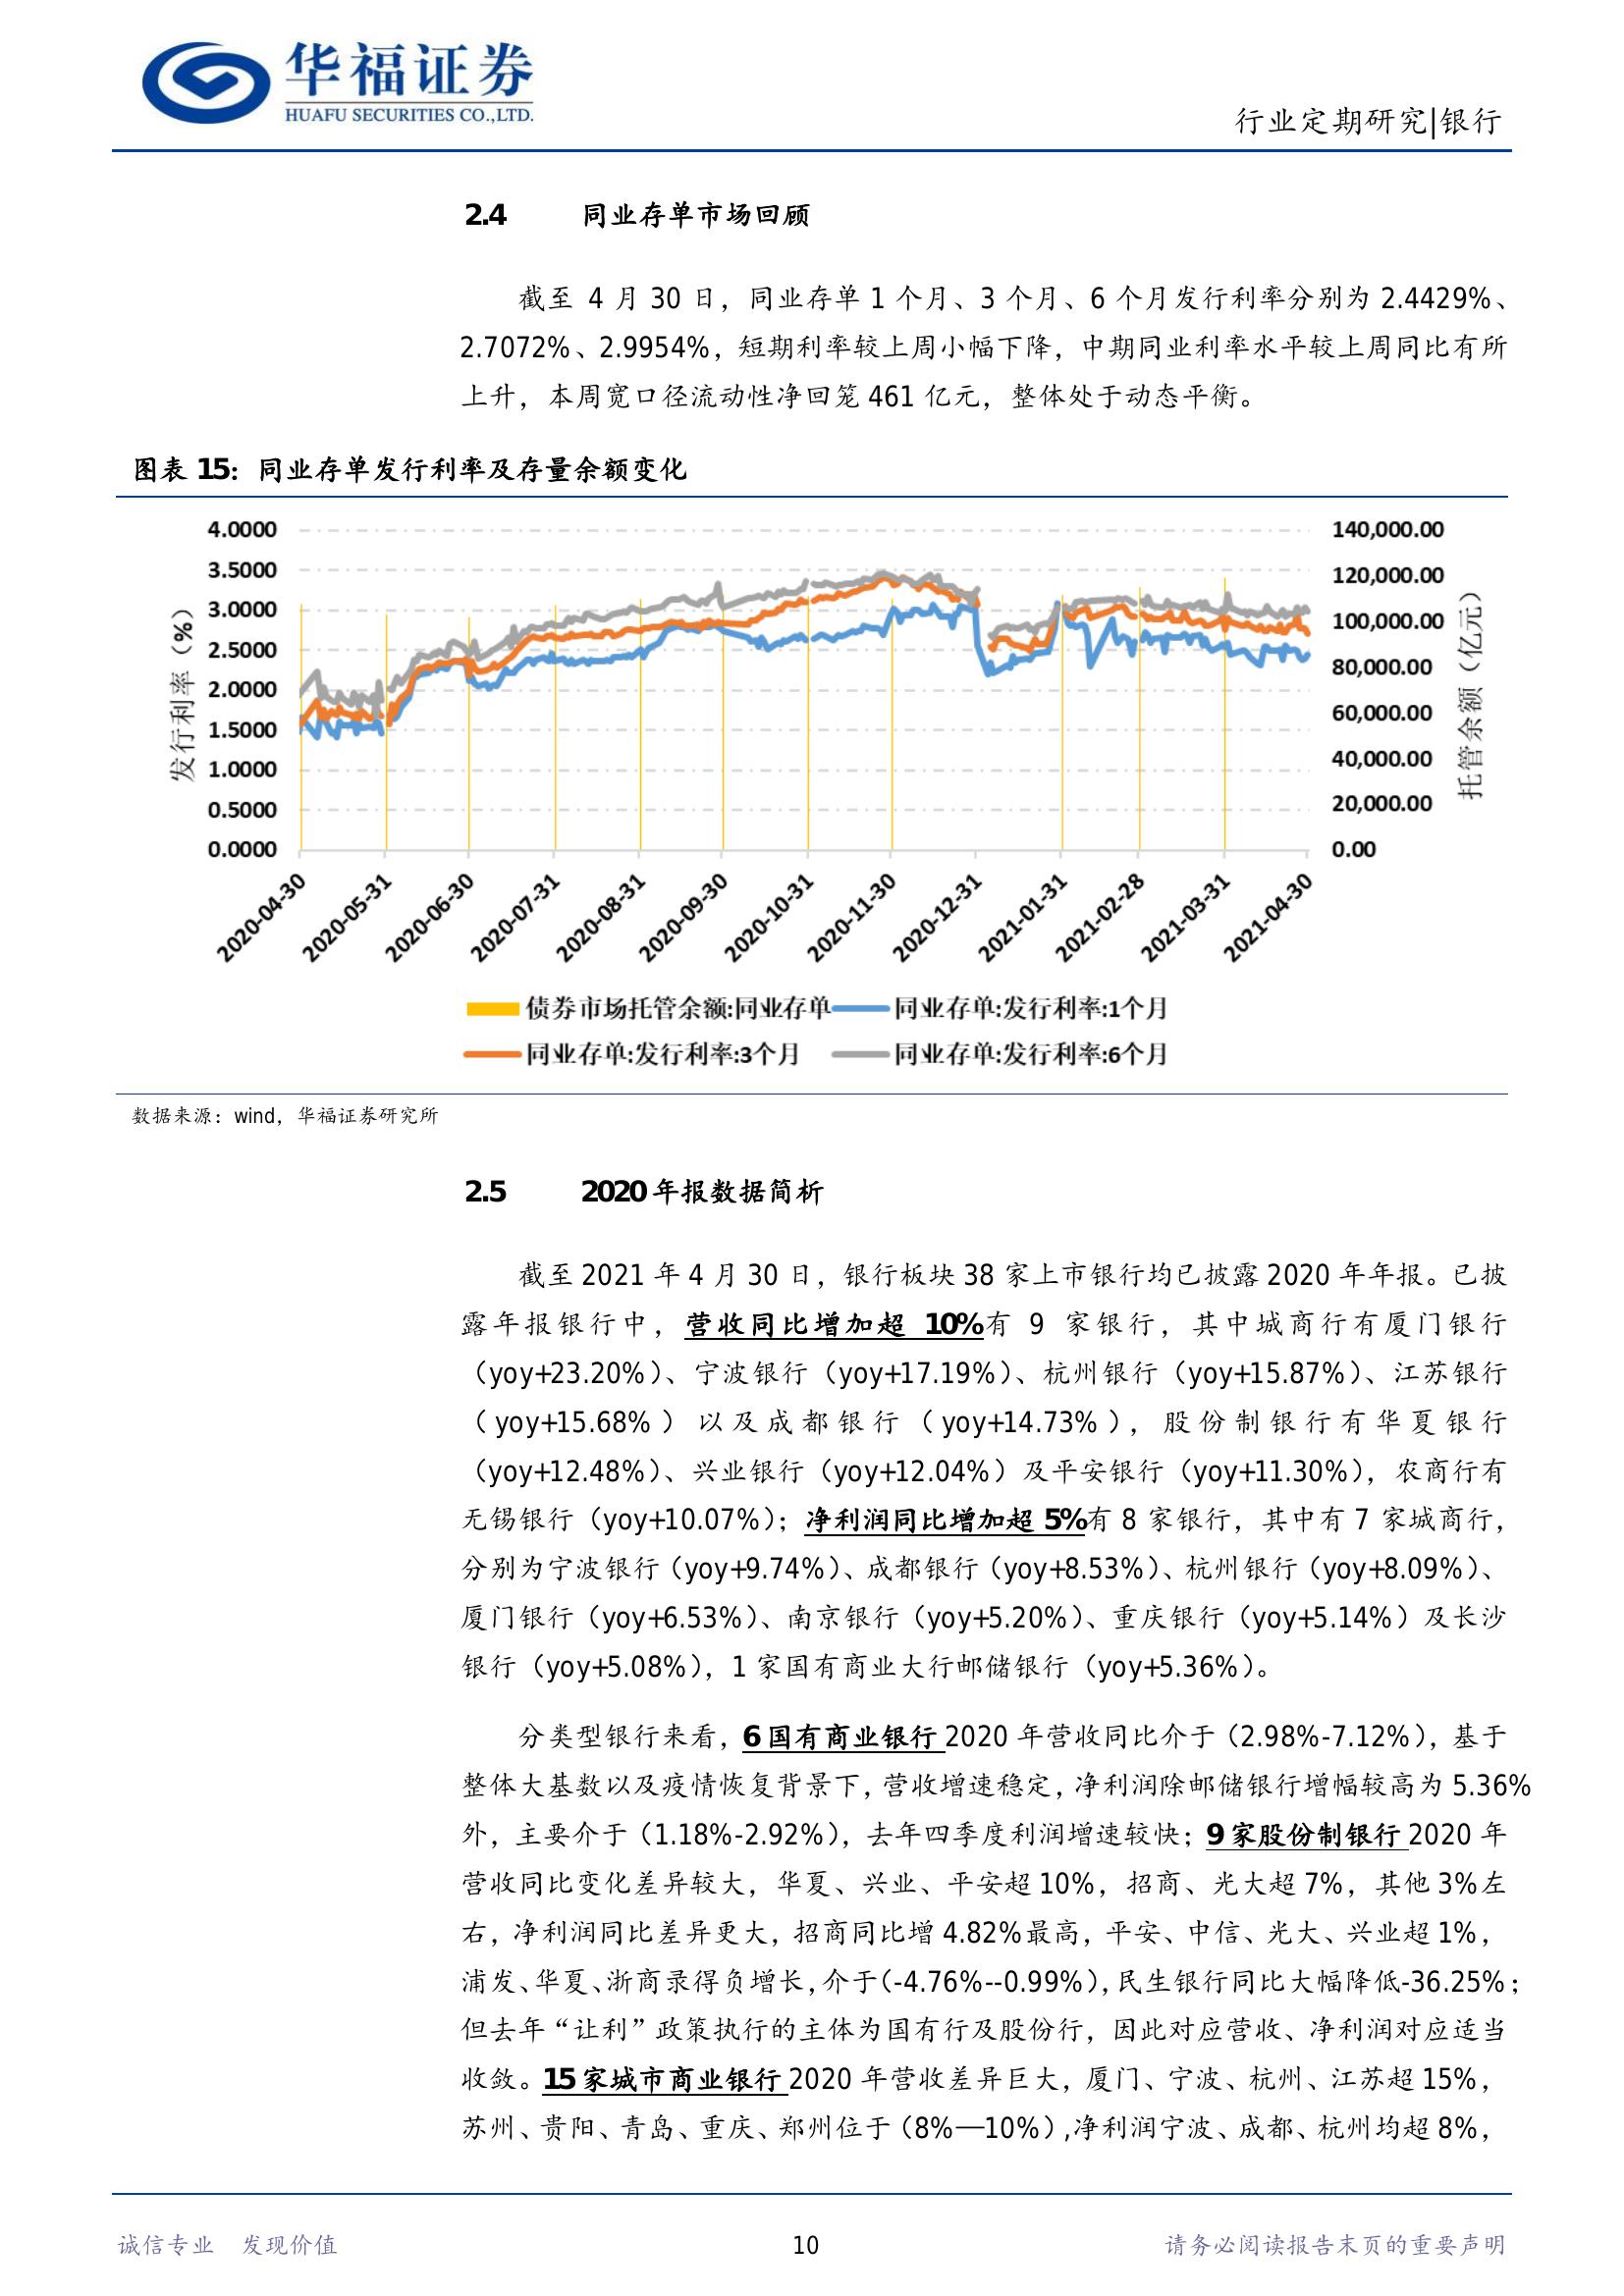 华福证券
HUAFU SECURITIES CO.,LTD.
行业定期研究|银行
2.4 同业存单市场回顾
截至 4 月 30 日，同业存单 1 个月、3 个月、6 个月发行利率分别为 2.4429%、
2.7072%、2.9954%，短期利率较上周小幅下降，中期同业利率水平较上周同比有所
上升，本周宽口径流动性净回笼 461 亿元，整体处于动态平衡。
图表 15：同业存单发行利率及存量余额变化
4.0000
3.5000
3.0000
2.5000
2.0000
1.5000
1.0000
0.5000
0.0000
发行利率（%）
140,000.00
120,000.00
100,000.00
80,000.00
60,000.00
40,000.00
20,000.00
0.00
托管余额（亿元）
2020-04-30
2020-05-31
2020-06-30
2020-07-31
2020-08-31
2020-09-30
2020-10-31
2020-11-30
2020-12-31
2021-01-31
2021-02-28
2021-03-31
2021-04-30
债券市场托管余额:同业存单 同业存单:发行利率:1个月
同业存单:发行利率:3个月 同业存单:发行利率:6个月
数据来源：wind，华福证券研究所
2.5 2020 年报数据简析
截至 2021 年 4 月 30 日，银行板块 38 家上市银行均已披露 2020 年年报。已披
露年报银行中，营收同比增加超 10%有 9 家银行，其中城商行有厦门银行
（yoy+23.20%）、宁波银行（yoy+17.19%）、杭州银行（yoy+15.87%）、江苏银行
（yoy+15.68%）以及成都银行（yoy+14.73%），股份制银行有华夏银行
（yoy+12.48%）、兴业银行（yoy+12.04%）及平安银行（yoy+11.30%），农商行有
无锡银行（yoy+10.07%）；净利润同比增加超 5%有 8 家银行，其中有 7 家城商行，
分别为宁波银行（yoy+9.74%）、成都银行（yoy+8.53%）、杭州银行（yoy+8.09%）、
厦门银行（yoy+6.53%）、南京银行（yoy+5.20%）、重庆银行（yoy+5.14%）及长沙
银行（yoy+5.08%），1 家国有商业大行邮储银行（yoy+5.36%）。
分类型银行来看，6 国有商业银行 2020 年营收同比介于（2.98%-7.12%），基于
整体大基数以及疫情恢复背景下，营收增速稳定，净利润除邮储银行增幅较高为 5.36%
外，主要介于（1.18%-2.92%），去年四季度利润增速较快；9 家股份制银行 2020 年
营收同比变化差异较大，华夏、兴业、平安超 10%，招商、光大超 7%，其他 3%左
右，净利润同比差异更大，招商同比增 4.82%最高，平安、中信、光大、兴业超 1%，
浦发、华夏、浙商录得负增长，介于（-4.76%--0.99%），民生银行同比大幅降低-36.25%；
但去年“让利”政策执行的主体为国有行及股份行，因此对应营收、净利润对应适当
收敛。15 家城市商业银行 2020 年营收差异巨大，厦门、宁波、杭州、江苏超 15%，
苏州、贵阳、青岛、重庆、郑州位于（8%—10%）,净利润宁波、成都、杭州均超 8%，
诚信专业 发现价值
10
请务必阅读报告末页的重要声明